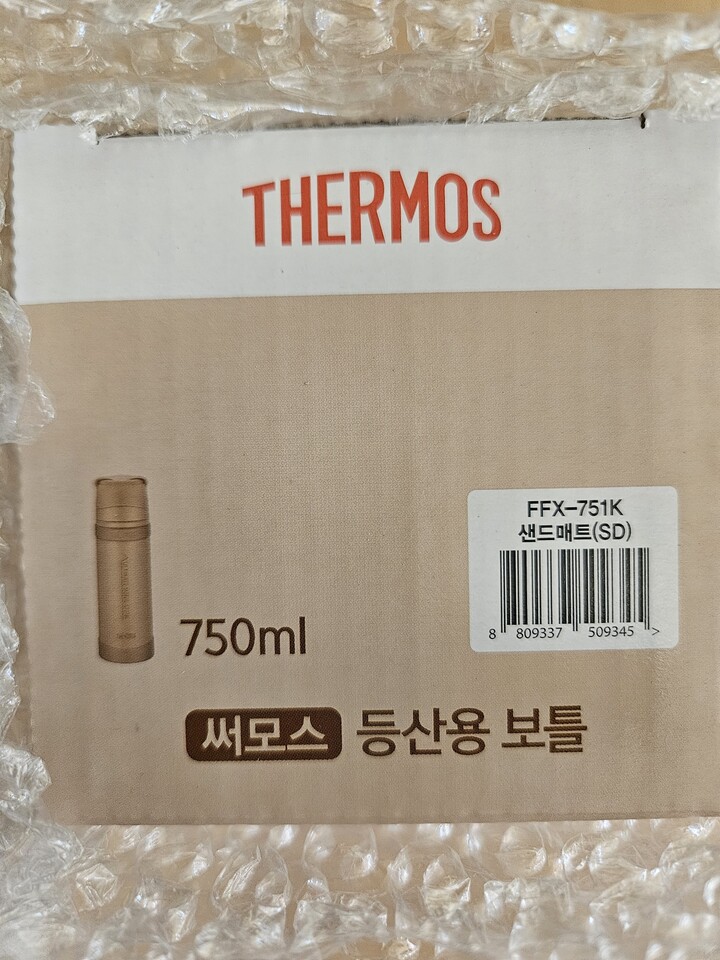 THERMOS
FFX-751K
샌드매트(SD)
8 809337 509345 >
750ml
써모스 등산용 보틀